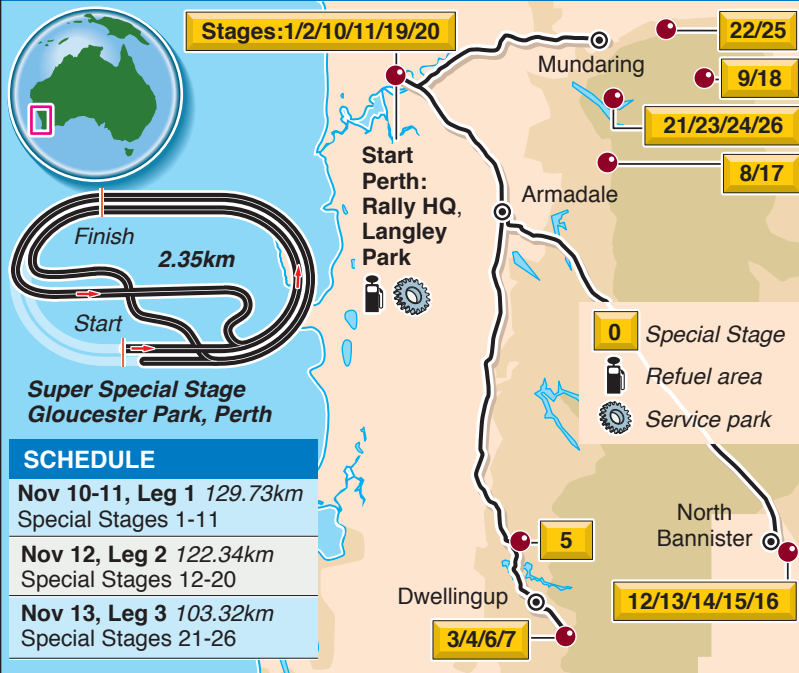 Stages:1/2/10/11/19/20
22/25
Mundaring
9/18
21/23/24/26
8/17
Start
Perth:
Rally HQ,
Langley
Park
Armadale
Finish
2.35km
Start
Super Special Stage
Gloucester Park, Perth
0 Special Stage
Refuel area
Service park
SCHEDULE
Nov 10-11, Leg 1 129.73km
Special Stages 1-11
Nov 12, Leg 2 122.34km
Special Stages 12-20
Nov 13, Leg 3 103.32km
Special Stages 21-26
North
Bannister
5
Dwellingup
12/13/14/15/16
3/4/6/7